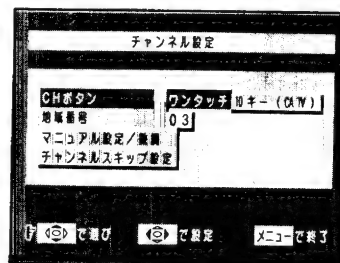 チャンネル設定
CHボタン ワンタッチ 10キー(CATV)
地域番号 03
マニュアル設定/微調
チャンネルスキップ設定
で選び で設定 メニューで終了